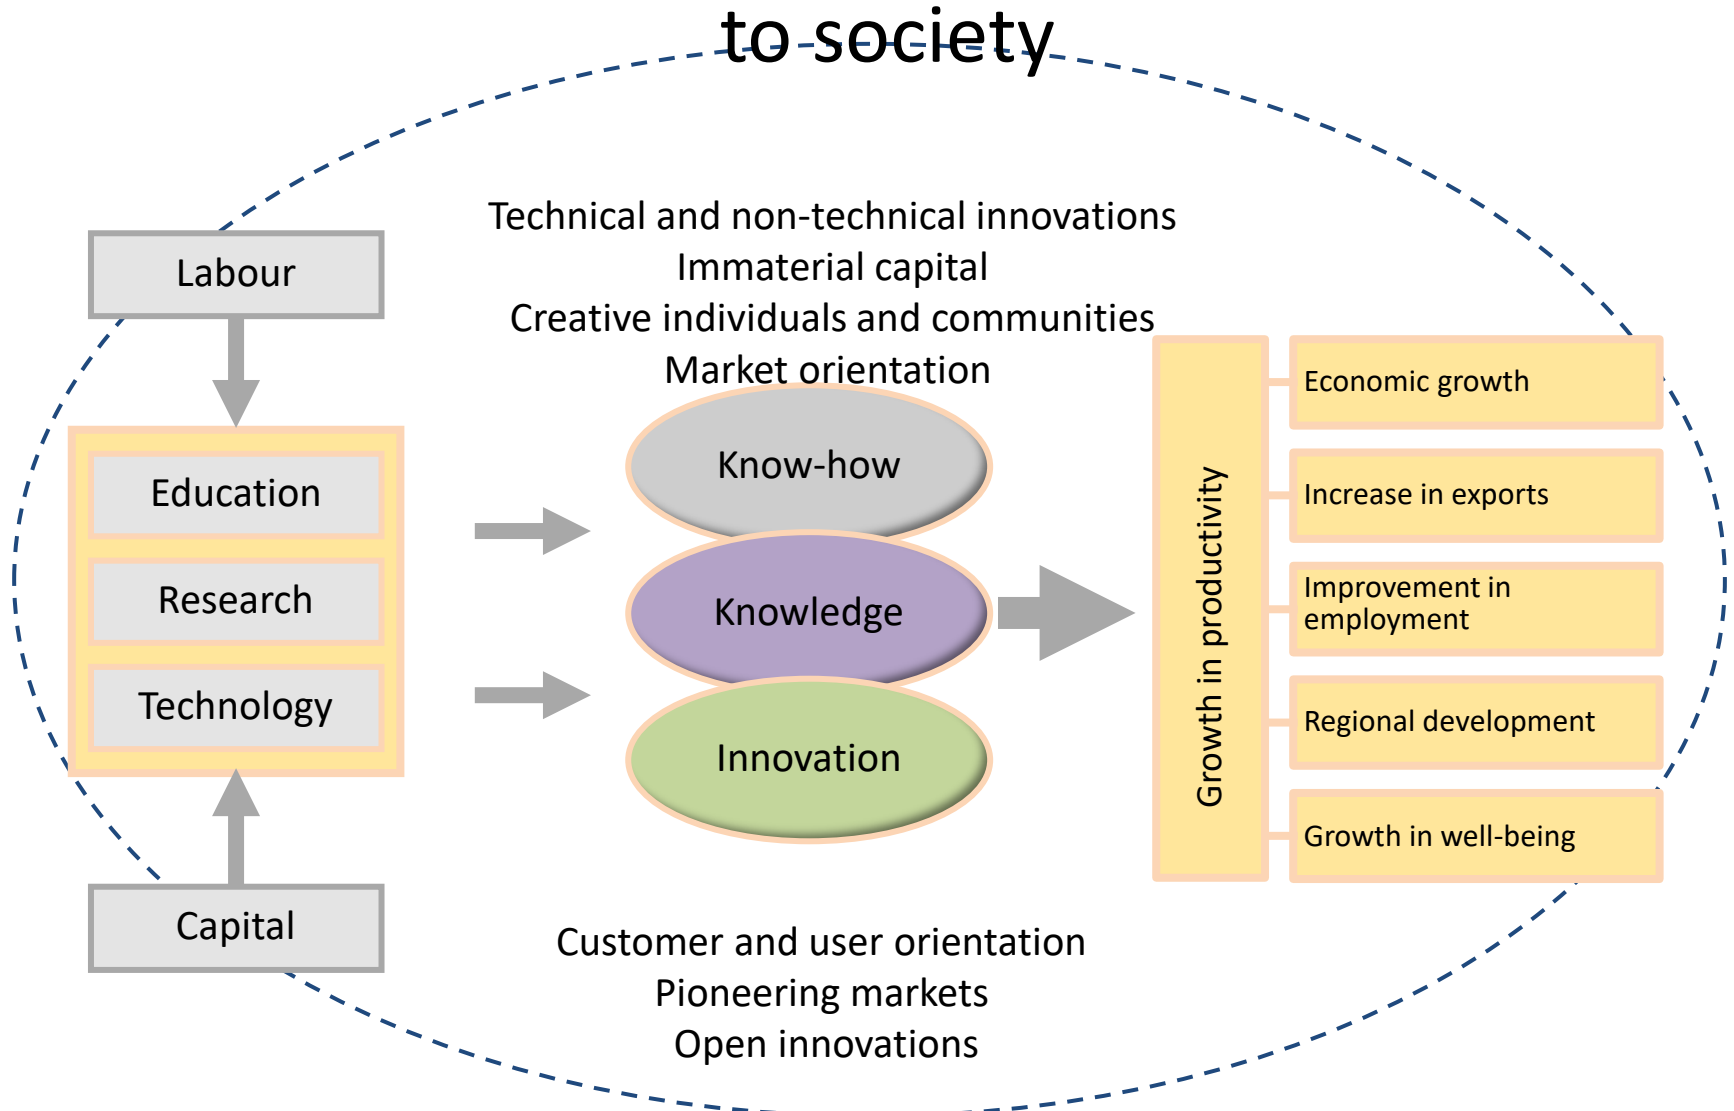 to society
Technical and non-technical innovations
Immaterial capital
Creative individuals and communities
Market orientation
Labour
Education
Research
Technology
Capital
Know-how
Knowledge
Innovation
Growth in productivity
Economic growth
Increase in exports
Improvement in
employment
Regional development
Growth in well-being
Customer and user orientation
Pioneering markets
Open innovations